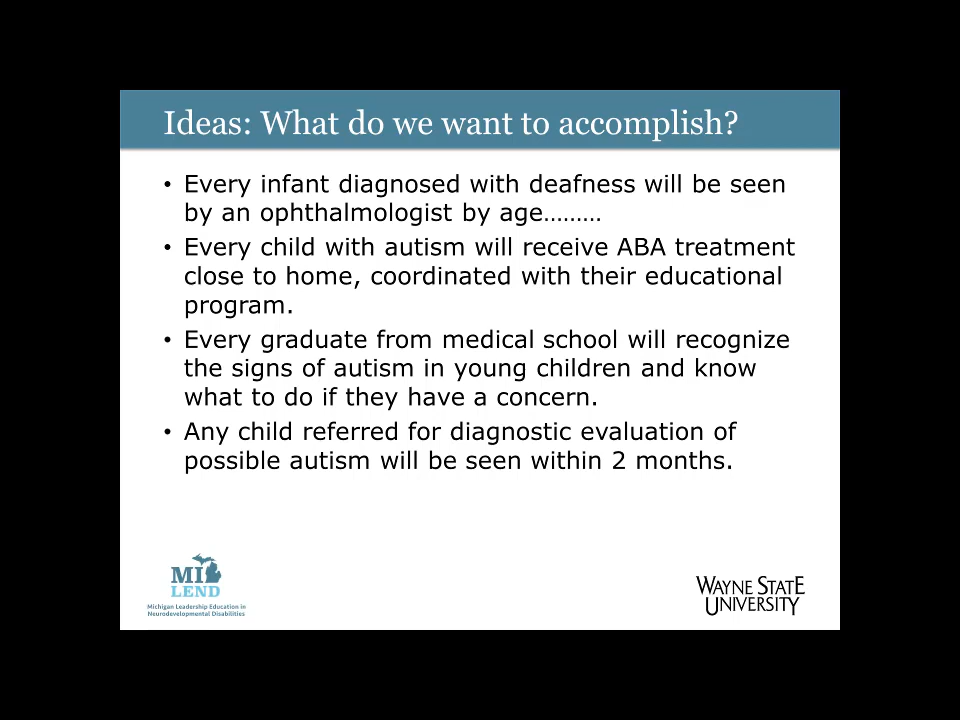 Ideas: What do we want to accomplish?
• Every infant diagnosed with deafness will be seen
by an ophthalmologist by age.........
• Every child with autism will receive ABA treatment
close to home, coordinated with their educational
program.
• Every graduate from medical school will recognize
the signs of autism in young children and know
what to do if they have a concern.
• Any child referred for diagnostic evaluation of
possible autism will be seen within 2 months.
MI
LEND
Michigan Leadership Education in
Neurodevelopmental Disabilities
WAYNE STATE
UNIVERSITY